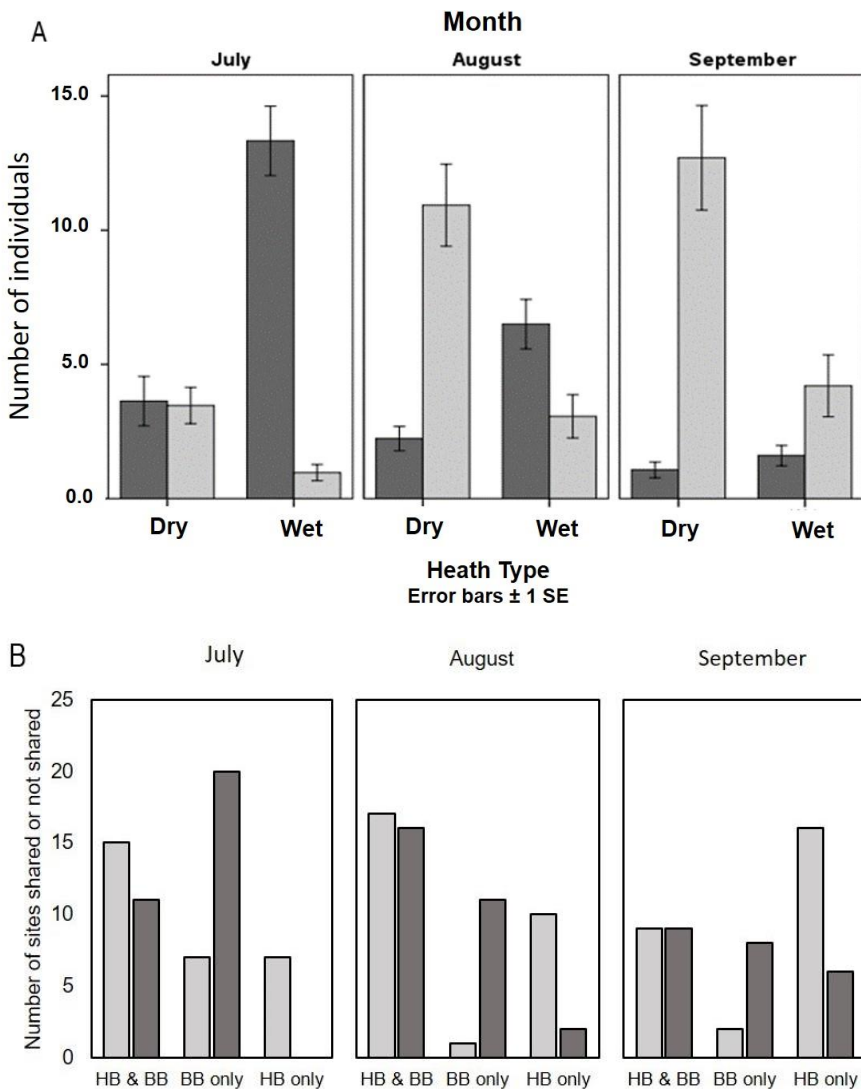 A
Month
July August September
Number of individuals
15.0
10.0
5.0
0.0
Dry Wet Dry Wet Dry Wet
Heath Type
Error bars ± 1 SE
B
July August September
Number of sites shared or not shared
25
20
15
10
5
0
HB & BB BB only HB only HB & BB BB only HB only HB & BB BB only HB only